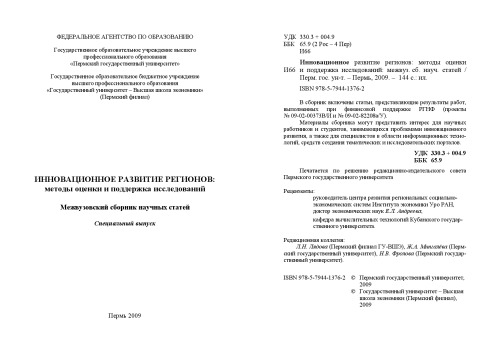 ФЕДЕРАЛЬНОЕ АГЕНТСТВО ПО ОБРАЗОВАНИЮ
Государственное образовательное учреждение высшего
профессионального образования
«Пермский государственный университет»
Государственное образовательное бюджетное учреждение
высшего профессионального образования
«Государственный университет – Высшая школа экономики»
(Пермский филиал)
ИННОВАЦИОННОЕ РАЗВИТИЕ РЕГИОНОВ:
методы оценки и поддержка исследований
Межвузовский сборник научных статей
Специальный выпуск
Пермь 2009
УДК 330.3 + 004.9
ББК 65.9 (2 Рос – 4 Пер)
И66
Инновационное развитие регионов: методы оценки
И66 и поддержка исследований: межвуз сб. науч. статей /
Перм. гос. ун-т. – Пермь, 2009. – 144 с.: ил.
ISBN 978-5-7944-1376-2
В сборник включены статьи, представляющие результаты работ,
выполненных при финансовой поддержке РГНФ (проекты
№ 09-02-00373В/И и № 09-02-82208а/У).
Материалы сборника могут представить интерес для научных
работников и студентов, занимающихся проблемами инновационного
развития, а также для специалистов в области информационных технологий,
средств создания тематических и исследовательских порталов.
УДК 330.3 + 004.9
ББК 65.9
Печатается по решению редакционно-издательского совета
Пермского государственного университета
Рецензенты:
руководитель центра развития региональных социально-
экономических систем Института экономики Уро РАН,
доктор экономических наук Е.Л. Андреева;
кафедра вычислительных технологий Кубанского государственного
университета
Редакционная коллегия:
Л.Н. Лядова (Пермский филиал ГУ-ВШЭ), Ж.А. Мингалёва (Пермский
государственный университет), Н.В. Фролова (Пермский государственный
университет)
ISBN 978-5-7944-1376-2 © Пермский государственный университет,
2009
© Государственный университет – Высшая
школа экономики (Пермский филиал),
2009